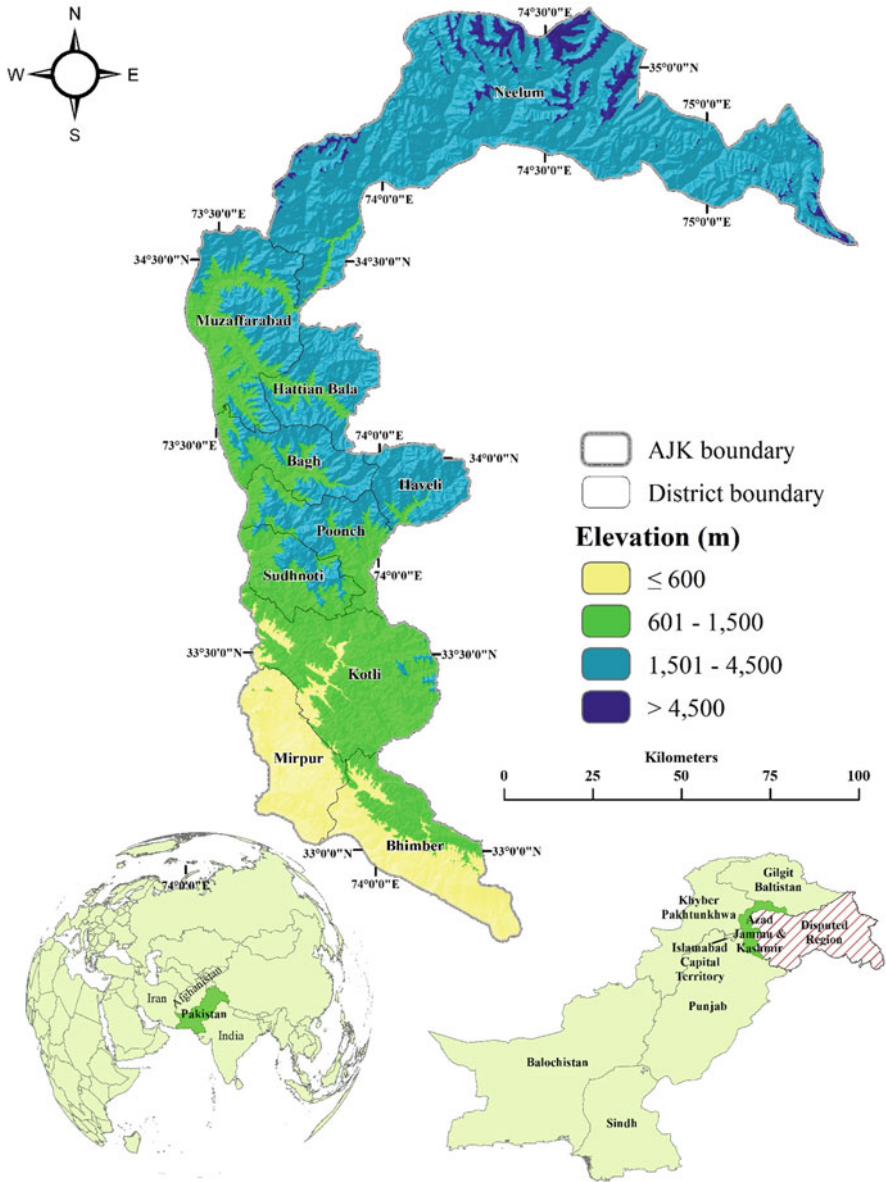 N
W E
S
74°30'0"E
35°0'0"N
Neelum
75°0'0"E
74°30'0"E
74°0'0"E
75°0'0"E
73°30'0"E
34°30'0"N
34°30'0"N
Muzaffarabad
Hattian Bala
73°30'0"E
74°0'0"E
34°0'0"N
Bagh
Haveli
Poonch
74°0'0"E
Sudhnoti
33°30'0"N
33°30'0"N
Kotli
Mirpur
Bhimber
33°0'0"N
33°0'0"N
74°0'0"E
AJK boundary
District boundary
Elevation (m)
≤ 600
601 - 1,500
1,501 - 4,500
> 4,500
Kilometers
0 25 50 75 100
74°0'0"E
Iran
Afghanistan
Pakistan
India
Gilgit
Baltistan
Khyber
Pakhtunkhwa
Azad
Jammu &
Kashmir
Disputed
Region
Islamabad
Capital
Territory
Punjab
Balochistan
Sindh